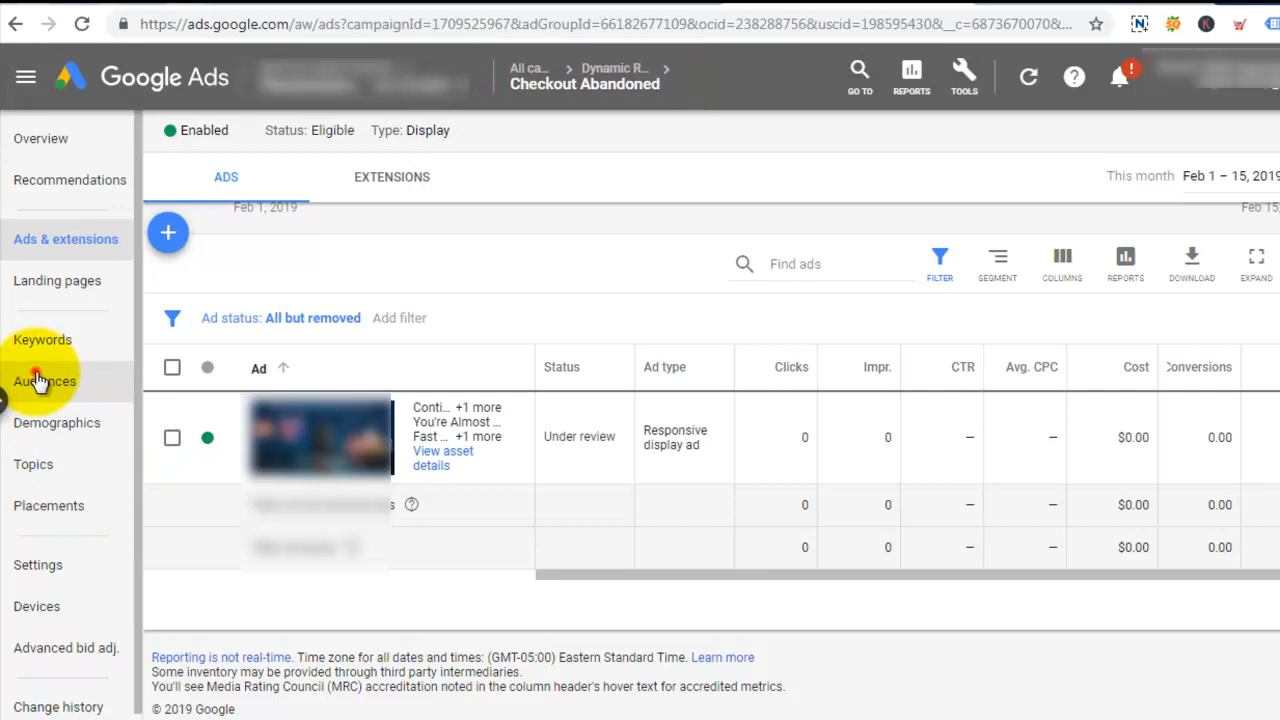 https://ads.google.com/aw/ads?campaignId=1709525967&adGroupId=66182677109&ocid=2382887568&uscid=198595430&__c=6873670070&...
Google Ads
All ca...
Dynamic R...
Checkout Abandoned
GO TO
REPORTS
TOOLS
!
Enabled
Status: Eligible
Type: Display
Overview
Recommendations
Ads & extensions
Landing pages
Keywords
Audiences
Demographics
Topics
Placements
Settings
Devices
Advanced bid adj.
Change history
ADS
EXTENSIONS
This month
Feb 1 – 15, 2019
Feb 1, 2019
Feb 15,
Find ads
FILTER
SEGMENT
COLUMNS
REPORTS
DOWNLOAD
EXPAND
Ad status: All but removed
Add filter
Ad
Status
Ad type
Clicks
Impr.
CTR
Avg. CPC
Cost
Conversions
Conti... +1 more
You're Almost ...
Fast ... +1 more
View asset
details
Under review
Responsive
display ad
0
0
–
–
$0.00
0.00
0
0
–
–
$0.00
0.00
0
0
–
–
$0.00
0.00
Reporting is not real-time. Time zone for all dates and times: (GMT-05:00) Eastern Standard Time. Learn more
Some inventory may be provided through third party intermediaries.
You'll see Media Rating Council (MRC) accreditation noted in the column header's hover text for accredited metrics.
© 2019 Google